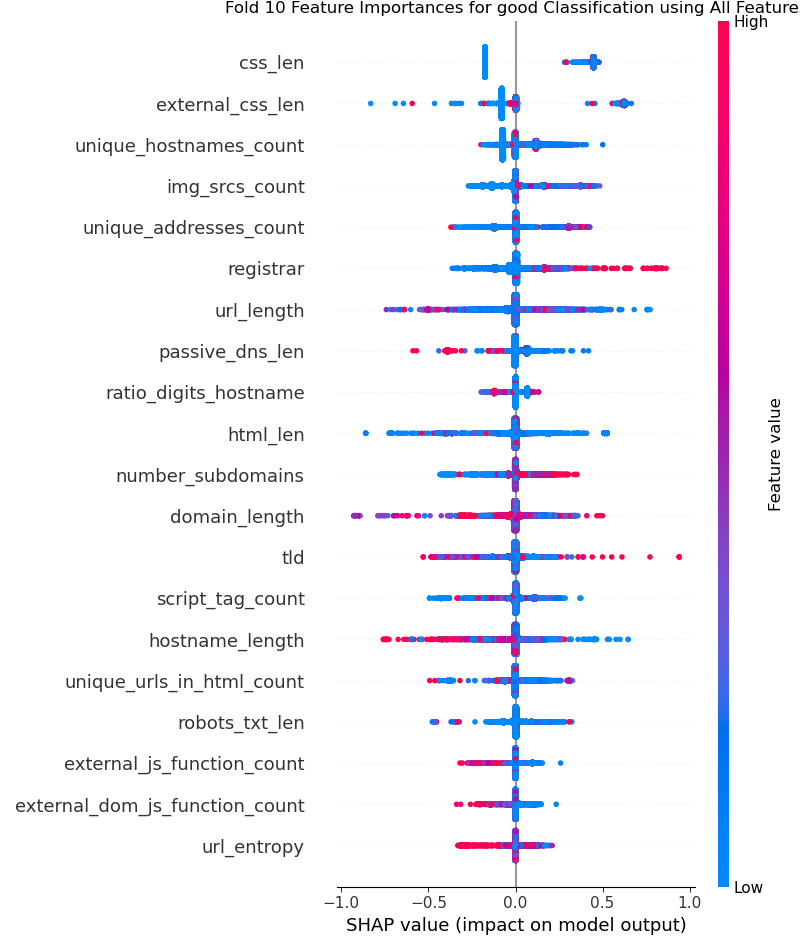 Fold 10 Feature Importances for good Classification using All Feature
High
css_len
external_css_len
unique_hostnames_count
img_srcs_count
unique_addresses_count
registrar
url_length
passive_dns_len
ratio_digits_hostname
html_len
number_subdomains
domain_length
tld
script_tag_count
hostname_length
unique_urls_in_html_count
robots_txt_len
external_js_function_count
external_dom_js_function_count
url_entropy
Feature value
Low
−1.0 −0.5 0.0 0.5 1.0
SHAP value (impact on model output)